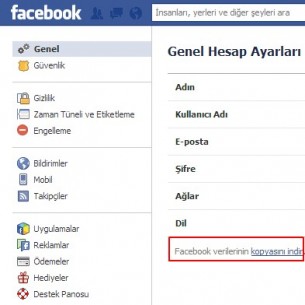 facebook
İnsanları, yerleri ve diğer şeyleri ara
Genel
Güvenlik
Gizlilik
Zaman Tüneli ve Etiketleme
Engelleme
Bildirimler
Mobil
Takipçiler
Uygulamalar
Reklamlar
Ödemeler
Hediyeler
Destek Panosu
Genel Hesap Ayarları
Adın
Kullanıcı Adı
E-posta
Şifre
Ağlar
Dil
Facebook verilerinin kopyasını indir